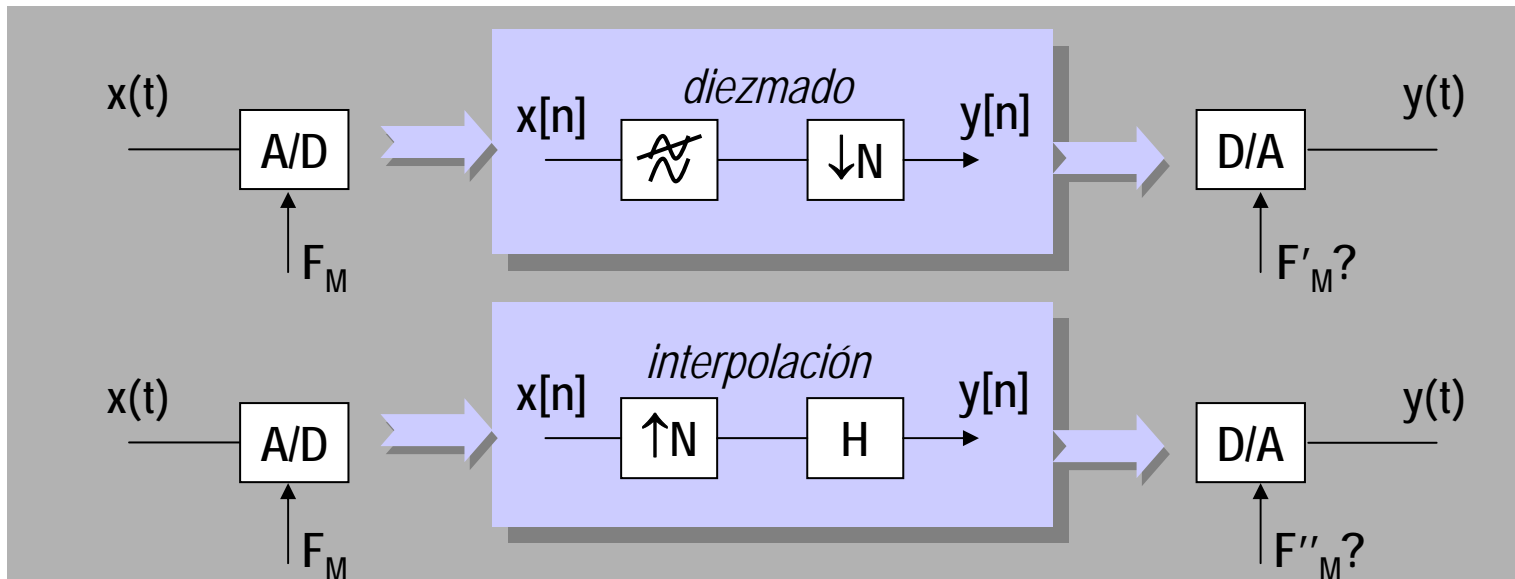 diezmado
x(t)
x[n]
y[n]
y(t)
A/D
↓N
D/A
F_M
F'_M?
interpolación
x(t)
x[n]
y[n]
y(t)
A/D
↑N
H
D/A
F_M
F''_M?